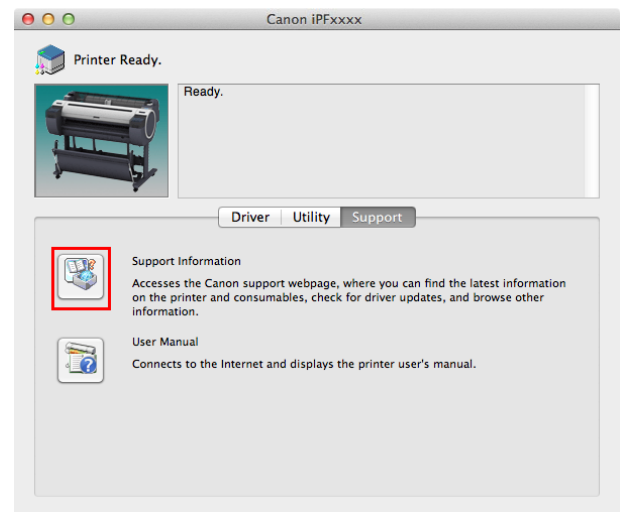 Canon iPFxxxx
Printer Ready.
Ready.
Driver Utility Support
Support Information
Accesses the Canon support webpage, where you can find the latest information
on the printer and consumables, check for driver updates, and browse other
information.
User Manual
Connects to the Internet and displays the printer user's manual.